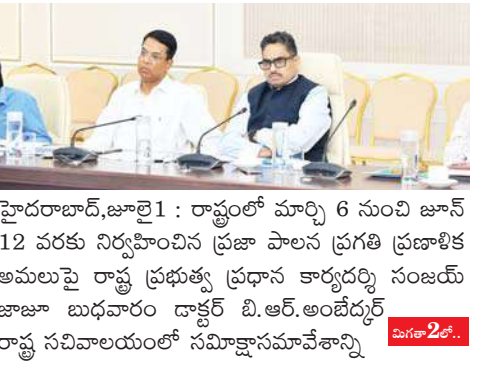 హైదరాబాద్,జూలై1 : రాష్ట్రంలో మార్చి 6 నుంచి జూన్
12 వరకు నిర్వహించిన ప్రజా పాలన ప్రగతి ప్రణాళిక
అమలుపై రాష్ట్ర ప్రభుత్వ ప్రధాన కార్యదర్శి సంజయ్
జాజూ బుధవారం డాక్టర్ బి.ఆర్.అంబేద్కర్
రాష్ట్ర సచివాలయంలో సమీక్షాసమావేశాన్ని
మిగతా2లో..